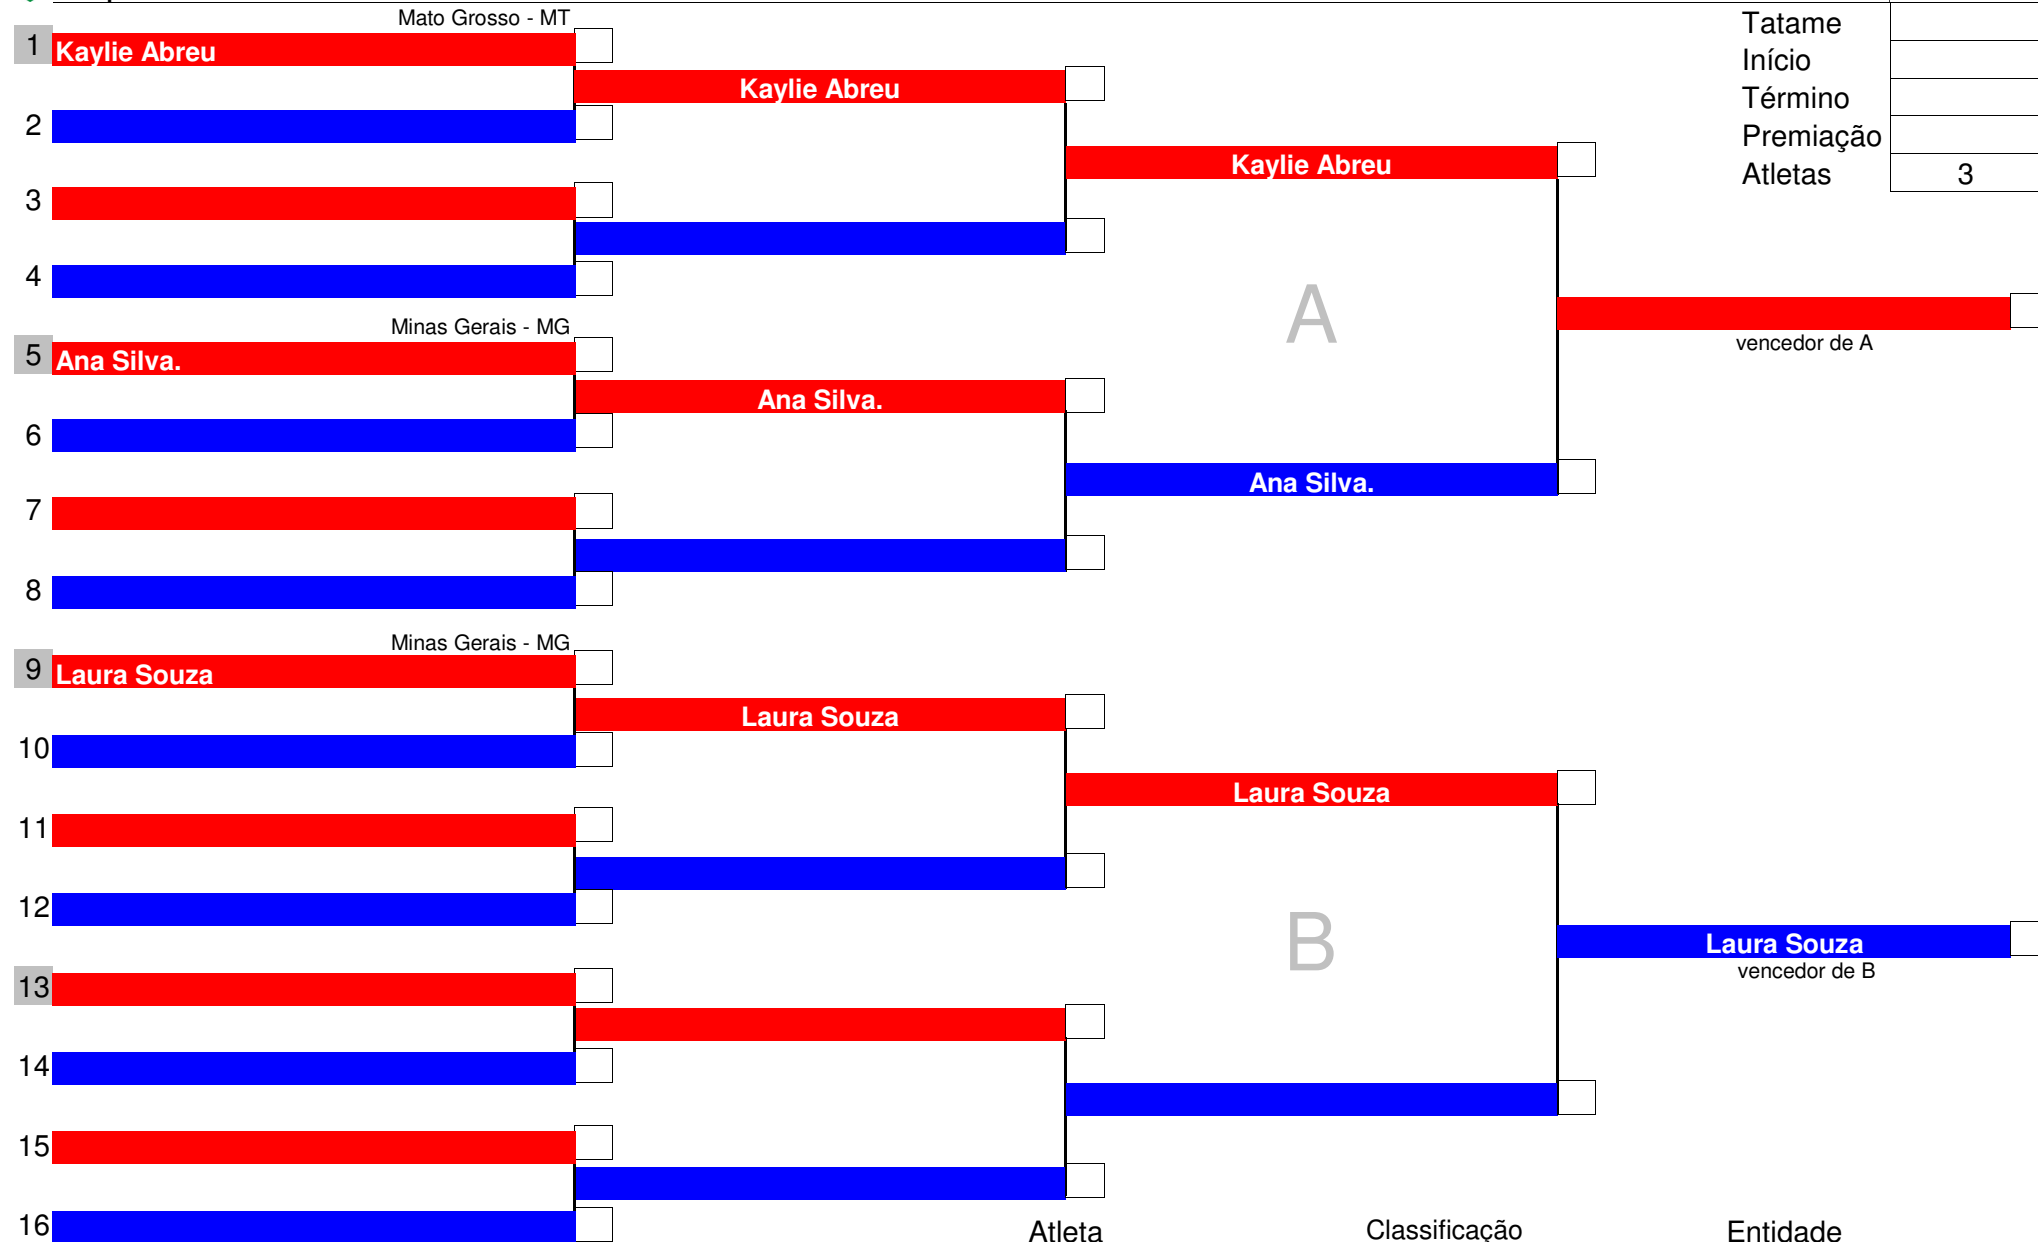 Mato Grosso - MT
Tatame
1 Kaylie Abreu
Início
Kaylie Abreu
Término
2
Premiação
Kaylie Abreu
Atletas 3
3
4
A
Minas Gerais - MG
vencedor de A
5 Ana Silva.
Ana Silva.
6
Ana Silva.
7
8
Minas Gerais - MG
9 Laura Souza
Laura Souza
10
Laura Souza
11
12
B
Laura Souza
vencedor de B
13
14
15
16
Atleta Classificação Entidade